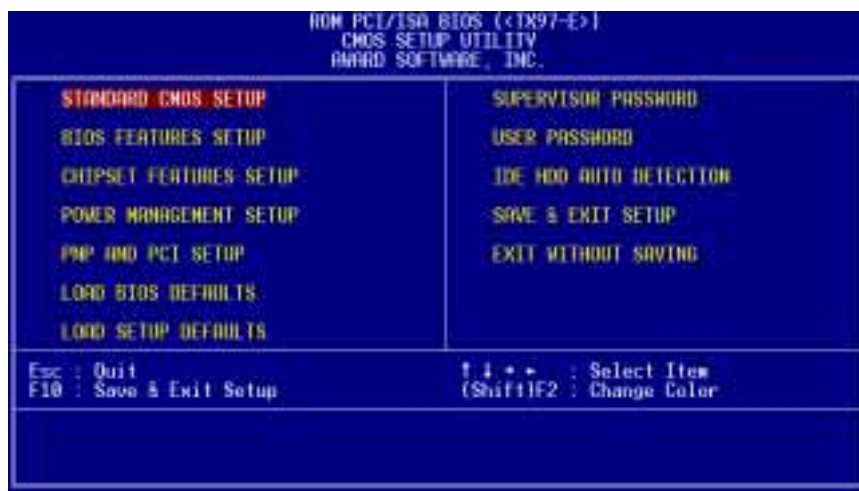 ROM PCI/ISA BIOS (<TX97-E>)
CMOS SETUP UTILITY
AWARD SOFTWARE, INC.
STANDARD CMOS SETUP
BIOS FEATURES SETUP
CHIPSET FEATURES SETUP
POWER MANAGEMENT SETUP
PNP AND PCI SETUP
LOAD BIOS DEFAULTS
LOAD SETUP DEFAULTS
SUPERVISOR PASSWORD
USER PASSWORD
IDE HDD AUTO DETECTION
SAVE & EXIT SETUP
EXIT WITHOUT SAVING
Esc : Quit
F10 : Save & Exit Setup
↑ ↓ → ← : Select Item
(Shift)F2 : Change Color